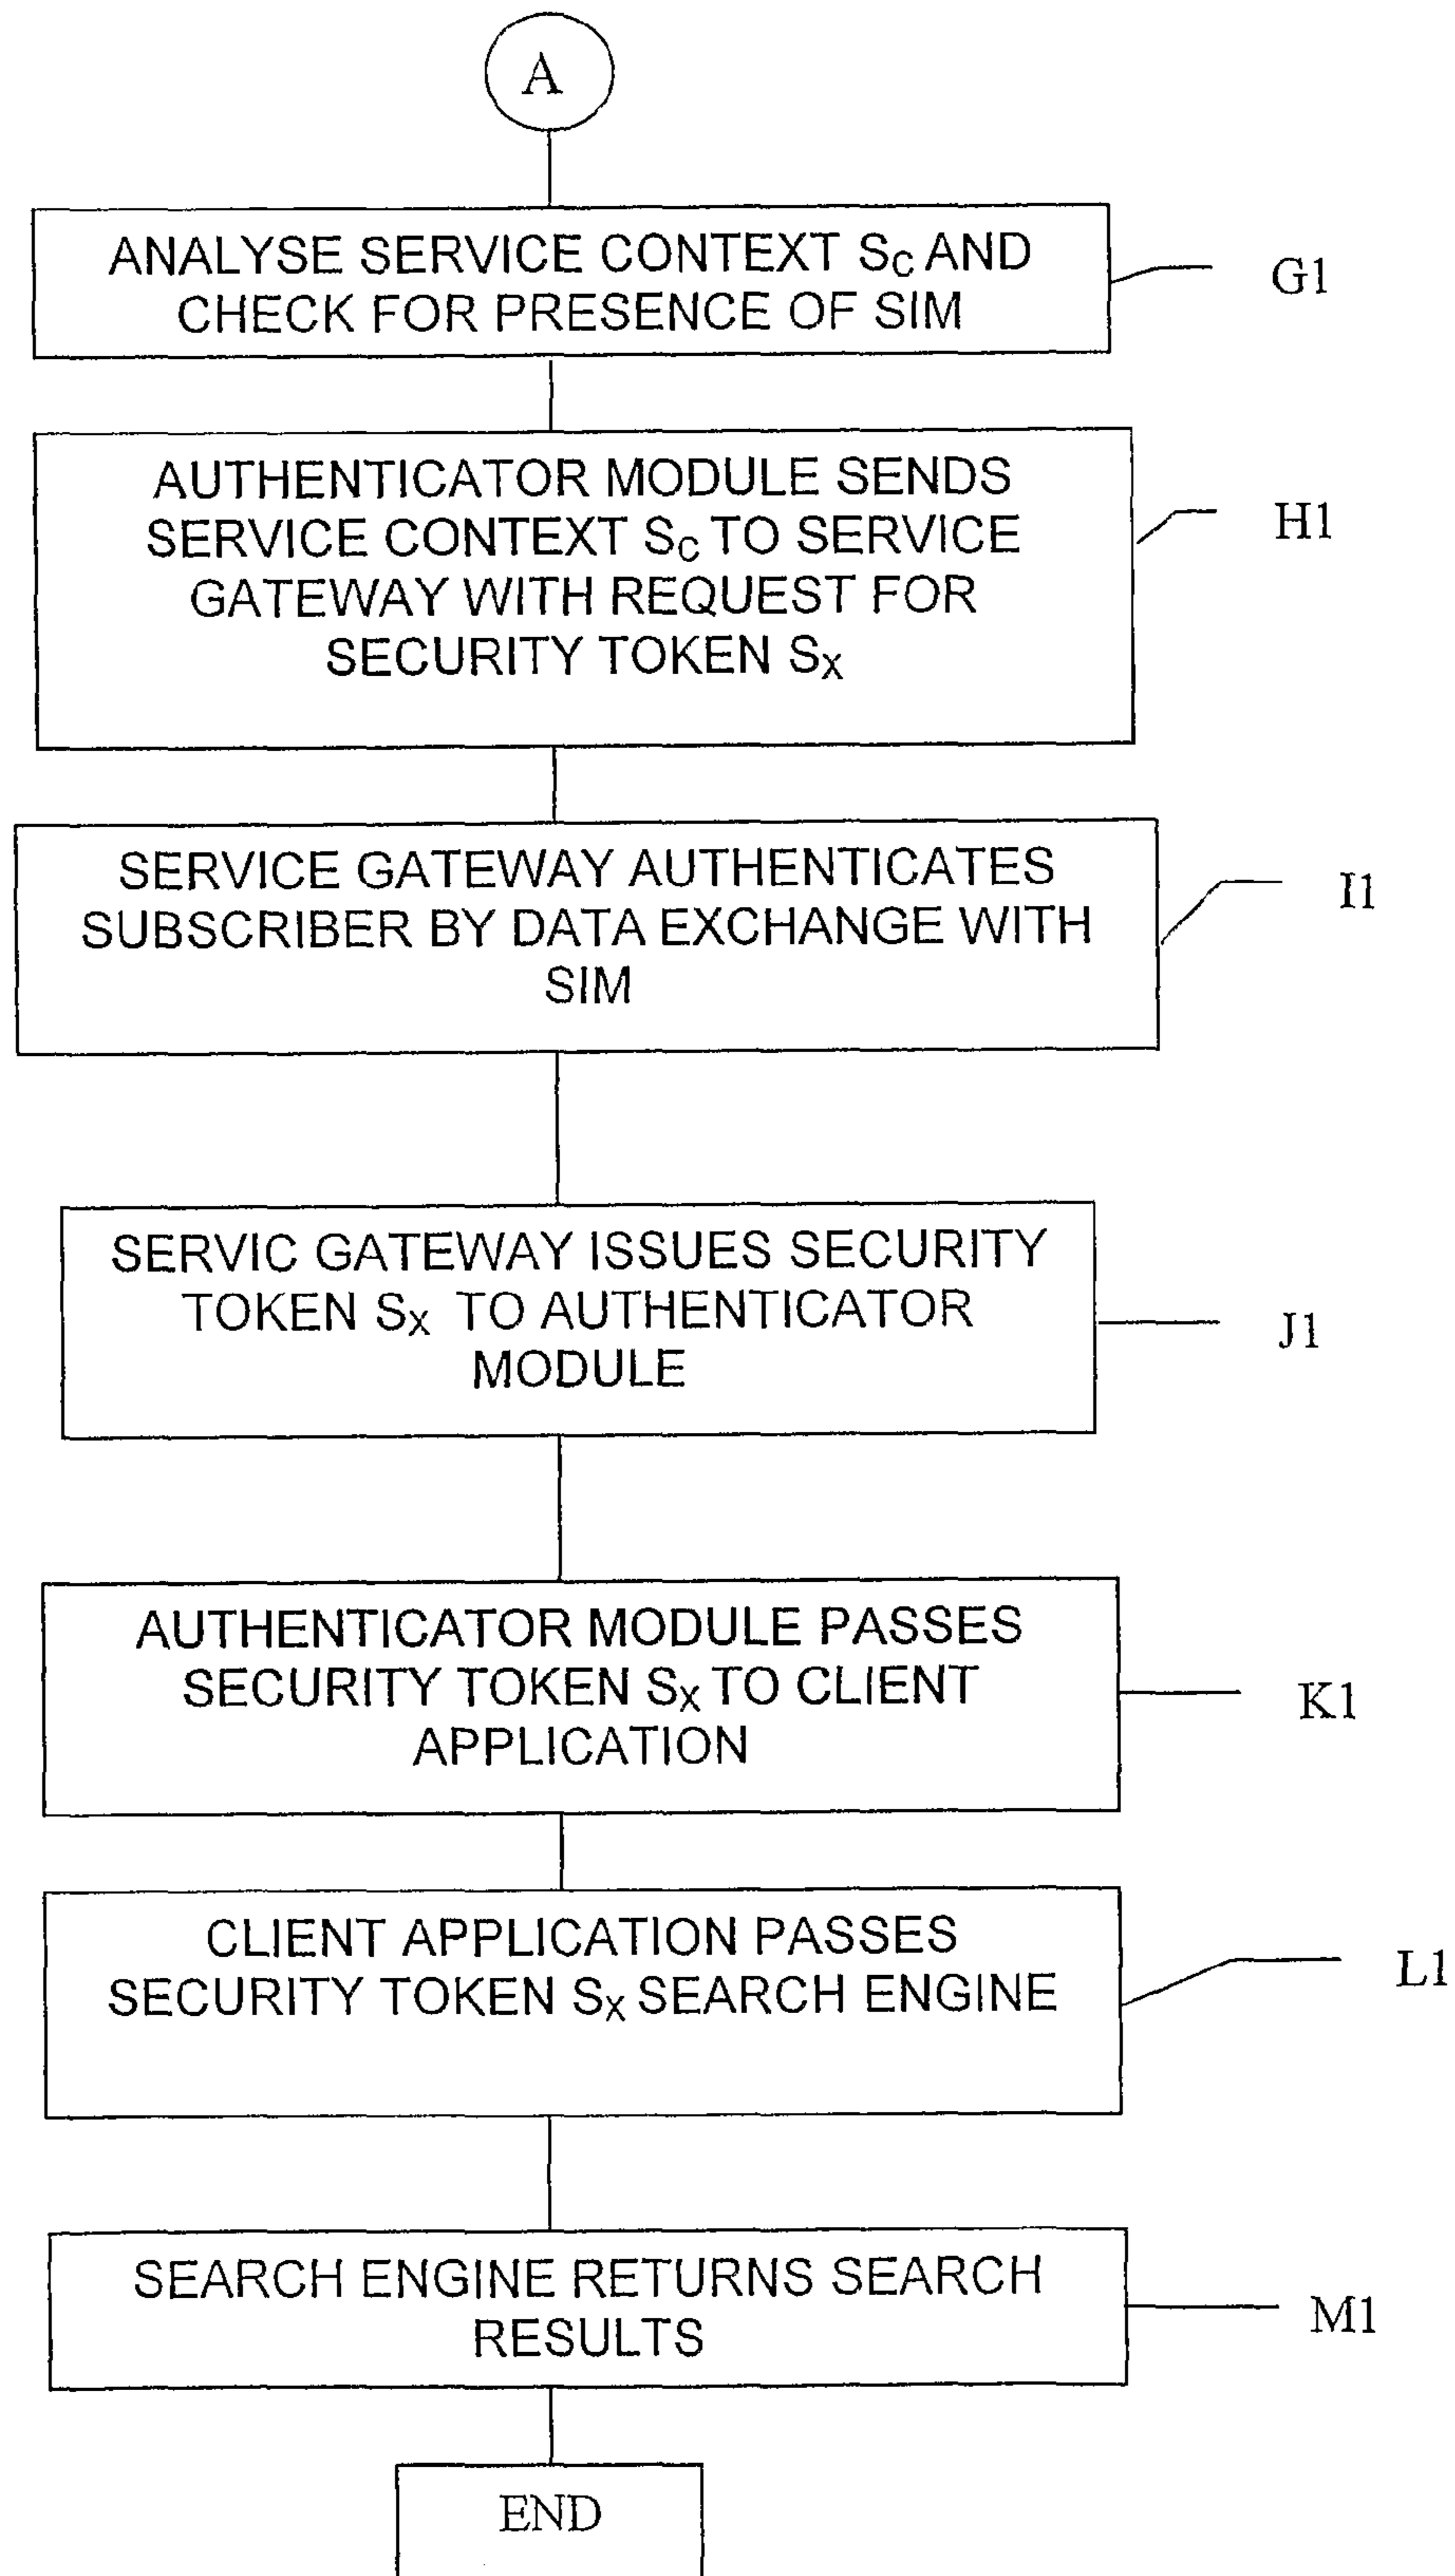 A
ANALYSE SERVICE CONTEXT SC AND
CHECK FOR PRESENCE OF SIM
G1
AUTHENTICATOR MODULE SENDS
SERVICE CONTEXT SC TO SERVICE
GATEWAY WITH REQUEST FOR
SECURITY TOKEN SX
H1
SERVICE GATEWAY AUTHENTICATES
SUBSCRIBER BY DATA EXCHANGE WITH
SIM
I1
SERVIC GATEWAY ISSUES SECURITY
TOKEN SX TO AUTHENTICATOR
MODULE
J1
AUTHENTICATOR MODULE PASSES
SECURITY TOKEN SX TO CLIENT
APPLICATION
K1
CLIENT APPLICATION PASSES
SECURITY TOKEN SX SEARCH ENGINE
L1
SEARCH ENGINE RETURNS SEARCH
RESULTS
M1
END